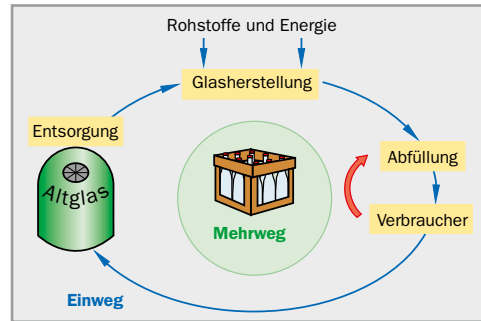 Rohstoffe und Energie
Glasherstellung
Entsorgung
Altglas
Abfüllung
Mehrweg
Verbraucher
Einweg